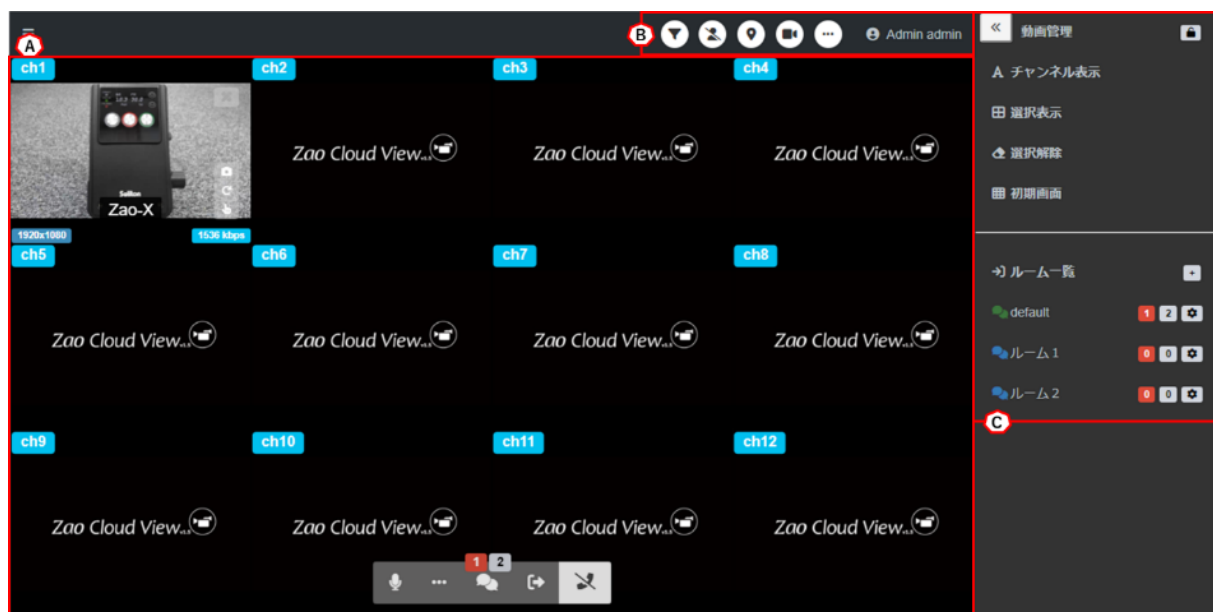 A
B
Admin admin
«
動画管理
ch1
ch2
ch3
ch4
A チャンネル表示
選択表示
選択解除
初期画面
Zao Cloud View
Zao Cloud View
Zao Cloud View
Soliton
Zao-X
1920x1080
1536 kbps
ch5
ch6
ch7
ch8
ルーム一覧
+
default
1 2
ルーム 1
0 0
ルーム 2
0 0
C
Zao Cloud View
Zao Cloud View
Zao Cloud View
Zao Cloud View
ch9
ch10
ch11
ch12
Zao Cloud View
Zao Cloud View
Zao Cloud View
Zao Cloud View
1 2